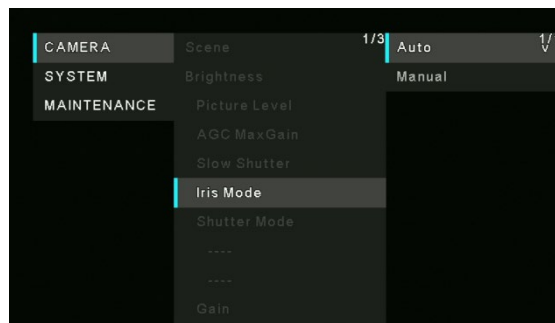 CAMERA
SYSTEM
MAINTENANCE
Scene 1/3
Brightness
Picture Level
AGC MaxGain
Slow Shutter
Iris Mode
Shutter Mode
----
----
Gain
Auto 1/
Manual